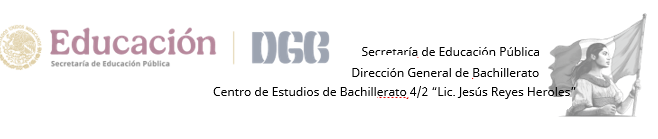 Educación
Secretaría de Educación Pública
DGB
Secretaría de Educación Pública
Dirección General de Bachillerato
Centro de Estudios de Bachillerato 4/2 “Lic. Jesús Reyes Heroles”